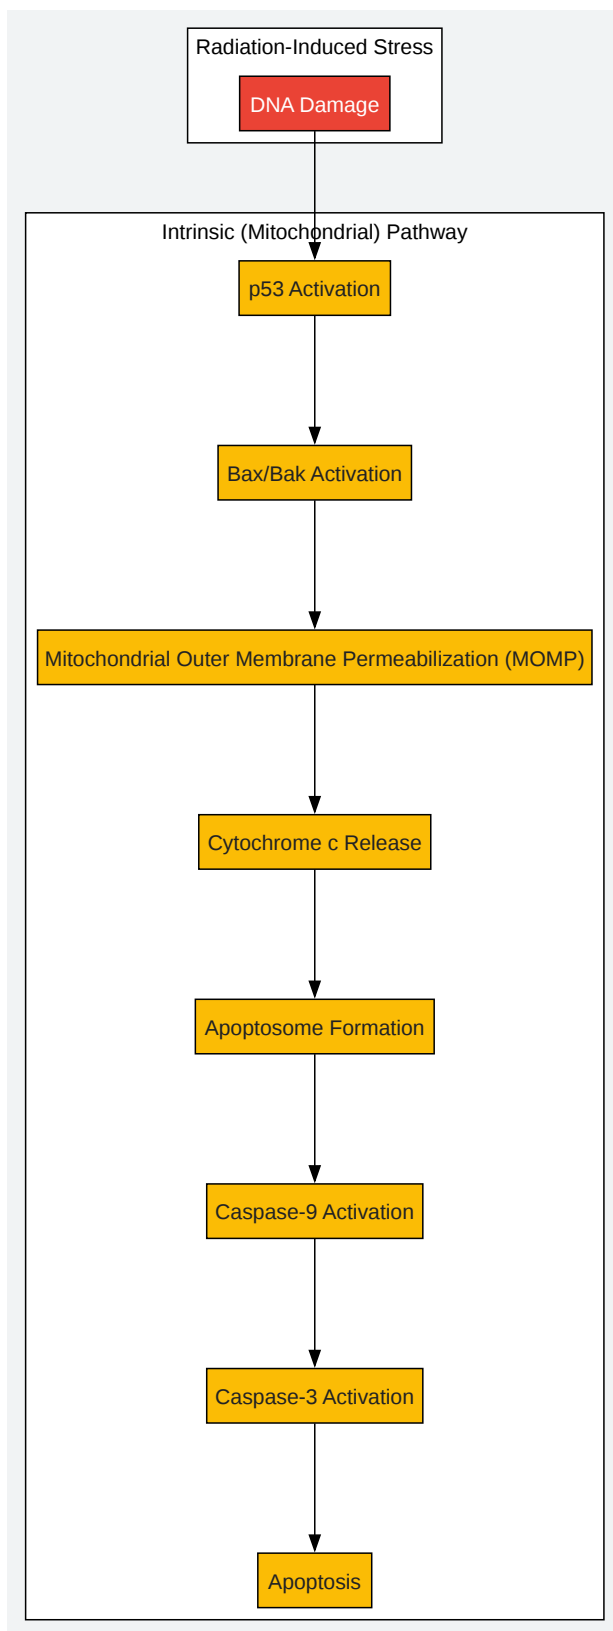 Radiation-Induced Stress
DNA Damage
Intrinsic (Mitochondrial) Pathway
p53 Activation
Bax/Bak Activation
Mitochondrial Outer Membrane Permeabilization (MOMP)
Cytochrome c Release
Apoptosome Formation
Caspase-9 Activation
Caspase-3 Activation
Apoptosis